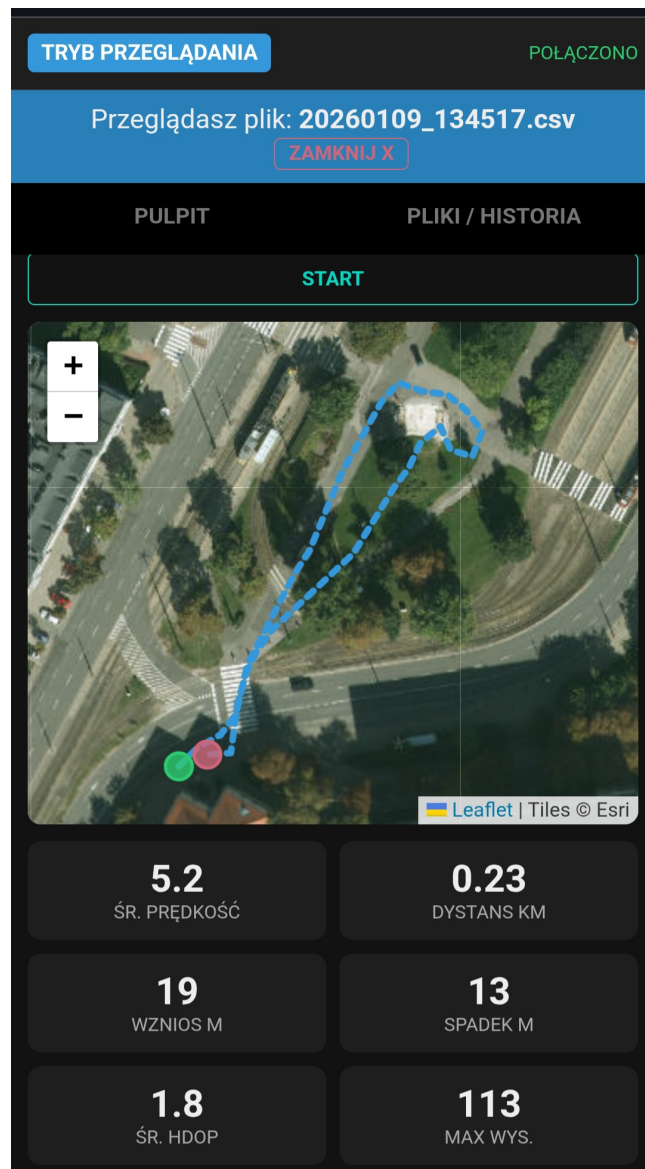 TRYB PRZEGLĄDANIA
POŁĄCZONO
Przeglądasz plik: 20260109_134517.csv
ZAMKNIJ X
PULPIT
PLIKI / HISTORIA
START
+
−
Leaflet | Tiles © Esri
5.2
ŚR. PRĘDKOŚĆ
0.23
DYSTANS KM
19
WZNIOS M
13
SPADEK M
1.8
ŚR. HDOP
113
MAX WYS.